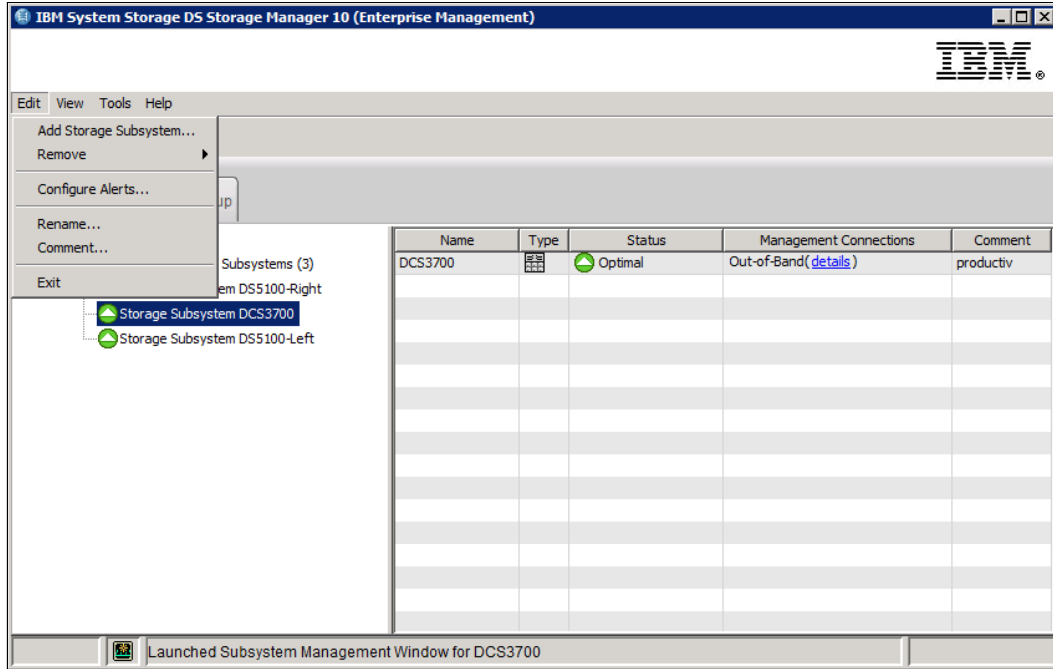 IBM System Storage DS Storage Manager 10 (Enterprise Management)
IBM®
Edit View Tools Help
Add Storage Subsystem...
Remove
Configure Alerts...
Rename...
Comment...
Exit
up
Subsystems (3)
em DS5100-Right
Storage Subsystem DCS3700
Storage Subsystem DS5100-Left
Name Type Status Management Connections Comment
DCS3700 Optimal Out-of-Band(details) productiv
Launched Subsystem Management Window for DCS3700